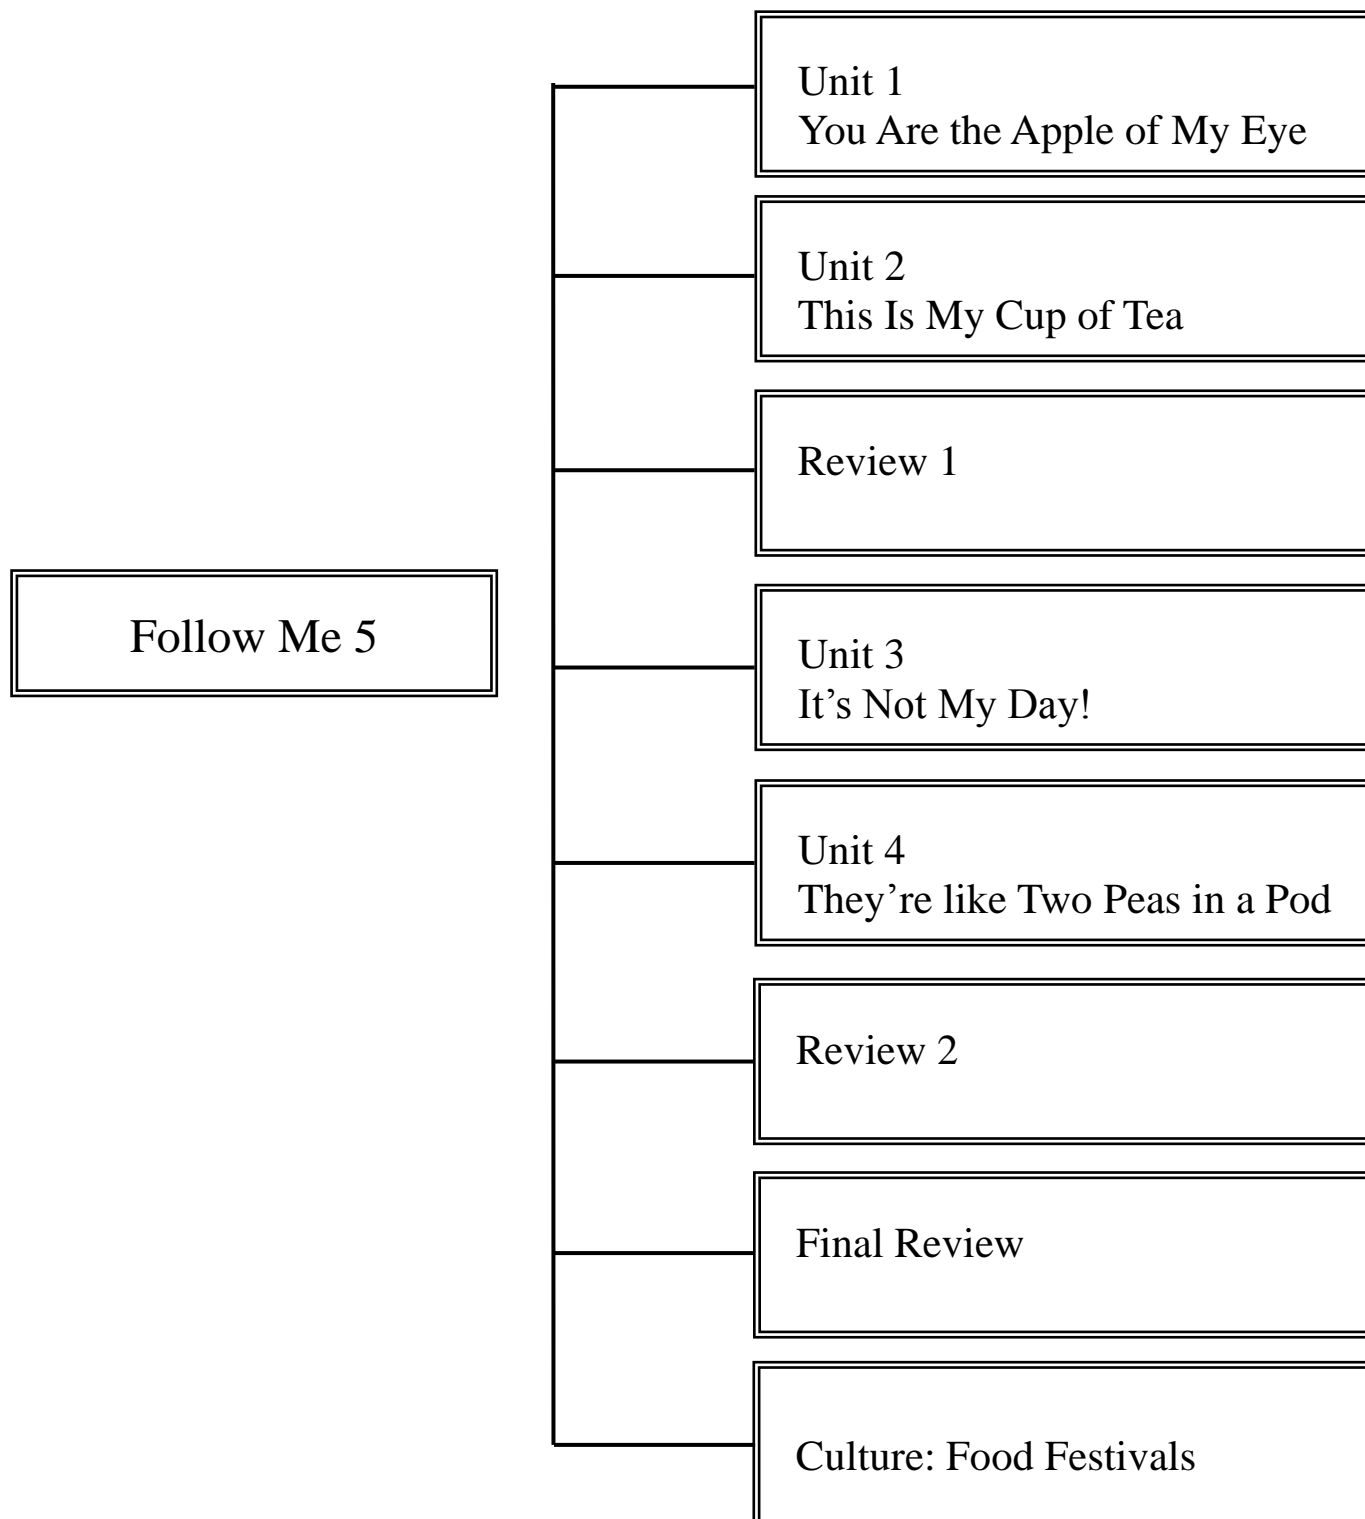 Follow Me 5
Unit 1
You Are the Apple of My Eye
Unit 2
This Is My Cup of Tea
Review 1
Unit 3
It’s Not My Day!
Unit 4
They’re like Two Peas in a Pod
Review 2
Final Review
Culture: Food Festivals